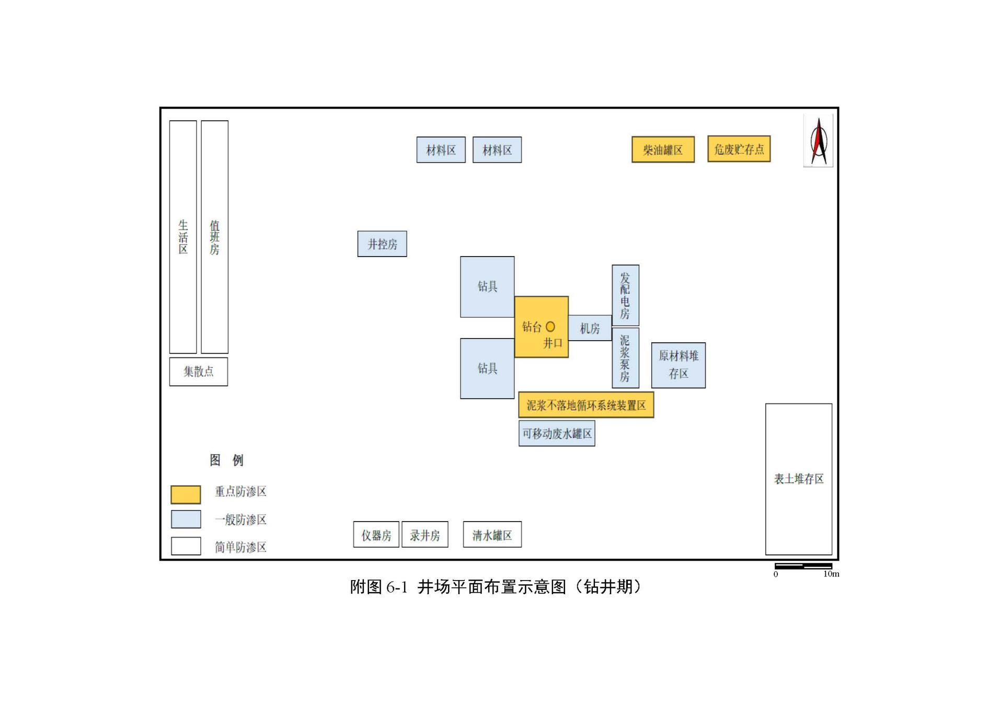 材料区
材料区
柴油罐区
危废贮存点
生活区
值班房
井控房
钻具
发配电房
钻台
井口
机房
泥浆泵房
原材料堆
存区
钻具
集散点
泥浆不落地循环系统装置区
可移动废水罐区
图 例
重点防渗区
一般防渗区
简单防渗区
表土堆存区
仪器房
录井房
清水罐区
0
10m
附图 6-1 井场平面布置示意图（钻井期）